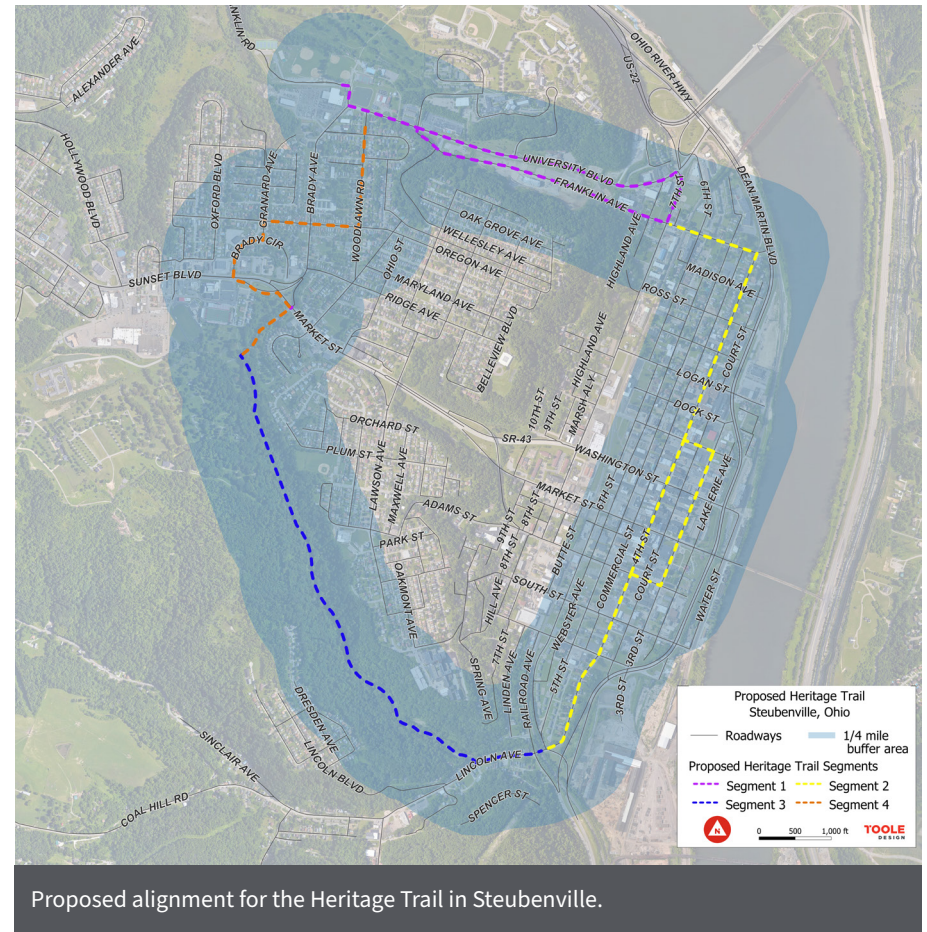 NKLIN RD
ALEXANDER AVE
OHIO RIVER HWY
US-22
HOLLYWOOD BLVD
OXFORD BLVD
GRANARD AVE
BRADY AVE
WOODLAWN RD
UNIVERSITY BLVD
FRANKLIN AVE
7TH S
6TH ST
DEAN MARTIN BLVD
BRADY CIR
SUNSET BLVD
OHIO ST
OAK GROVE AVE
WELLESLEY AVE
OREGON AVE
MARYLAND AVE
RIDGE AVE
HIGHLAND AVE
MADISON AVE
ROSS ST
MARKET ST
BELLEVIEW BLVD
HIGHLAND AVE
MARSH ALY
10TH ST
9TH ST
COURT ST
LOGAN ST
DOCK ST
ORCHARD ST
PLUM ST
SR-43
WASHINGTON ST
LAWSON AVE
MAXWELL AVE
MARKET ST
6TH ST
LAKE ERIE AVE
ADAMS ST
9TH ST
8TH ST
8TH ST
BUTTE ST
COMMERCIAL ST
4TH ST
COURT ST
PARK ST
OAKMONT AVE
SOUTH ST
HILL AVE
WEBSTER AVE
WATER ST
7TH ST
3RD ST
SPRING AVE
LINDEN AVE
RAILROAD AVE
5TH ST
3RD ST
DRESDEN AVE
LINCOLN BLVD
SINCLAIR AVE
LINCOLN AVE
COAL HILL RD
SPENCER ST
Proposed Heritage Trail
Steubenville, Ohio
Roadways
1/4 mile
buffer area
Proposed Heritage Trail Segments
Segment 1
Segment 2
Segment 3
Segment 4
N
0 500 1,000 ft
TOOLE
DESIGN
Proposed alignment for the Heritage Trail in Steubenville.